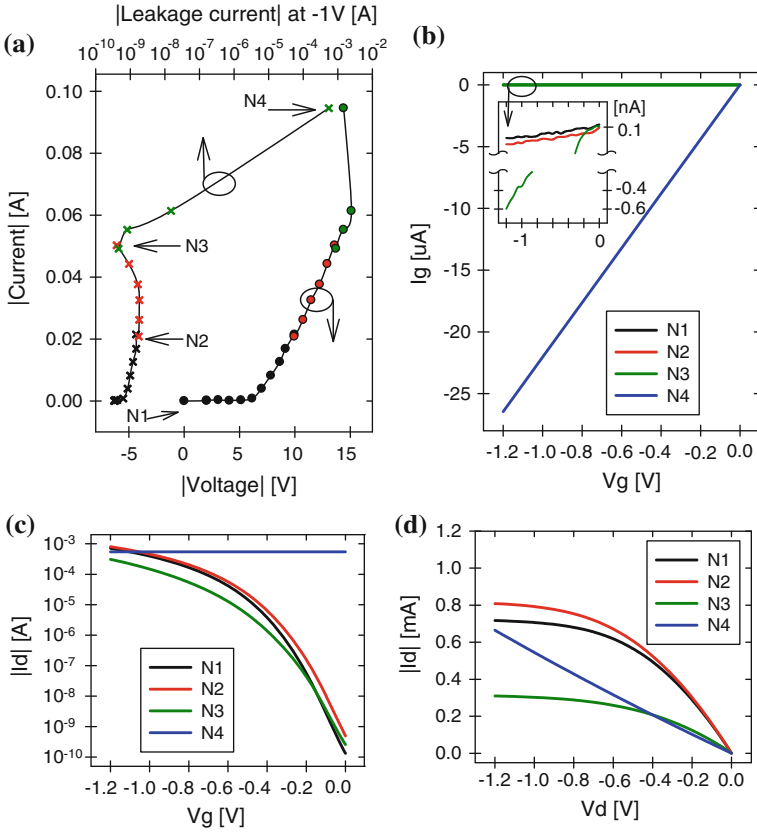 |Leakage current| at -1V [A]
(a)
10-10 10-9 10-8 10-7 10-6 10-5 10-4 10-3 10-2
|Current| [A]
0.10
0.08
0.06
0.04
0.02
0.00
N4
N3
N2
N1
-5 0 5 10 15
|Voltage| [V]
(b)
Ig [uA]
0
-5
-10
-15
-20
-25
[nA]
0.1
-0.4
-0.6
-1 0
N1
N2
N3
N4
-1.2 -1.0 -0.8 -0.6 -0.4 -0.2 0.0
Vg [V]
(c)
|Id| [A]
10-3
10-4
10-5
10-6
10-7
10-8
10-9
10-10
N1
N2
N3
N4
-1.2 -1.0 -0.8 -0.6 -0.4 -0.2 0.0
Vg [V]
(d)
|Id| [mA]
1.2
1.0
0.8
0.6
0.4
0.2
0.0
N1
N2
N3
N4
-1.2 -1.0 -0.8 -0.6 -0.4 -0.2 0.0
Vd [V]